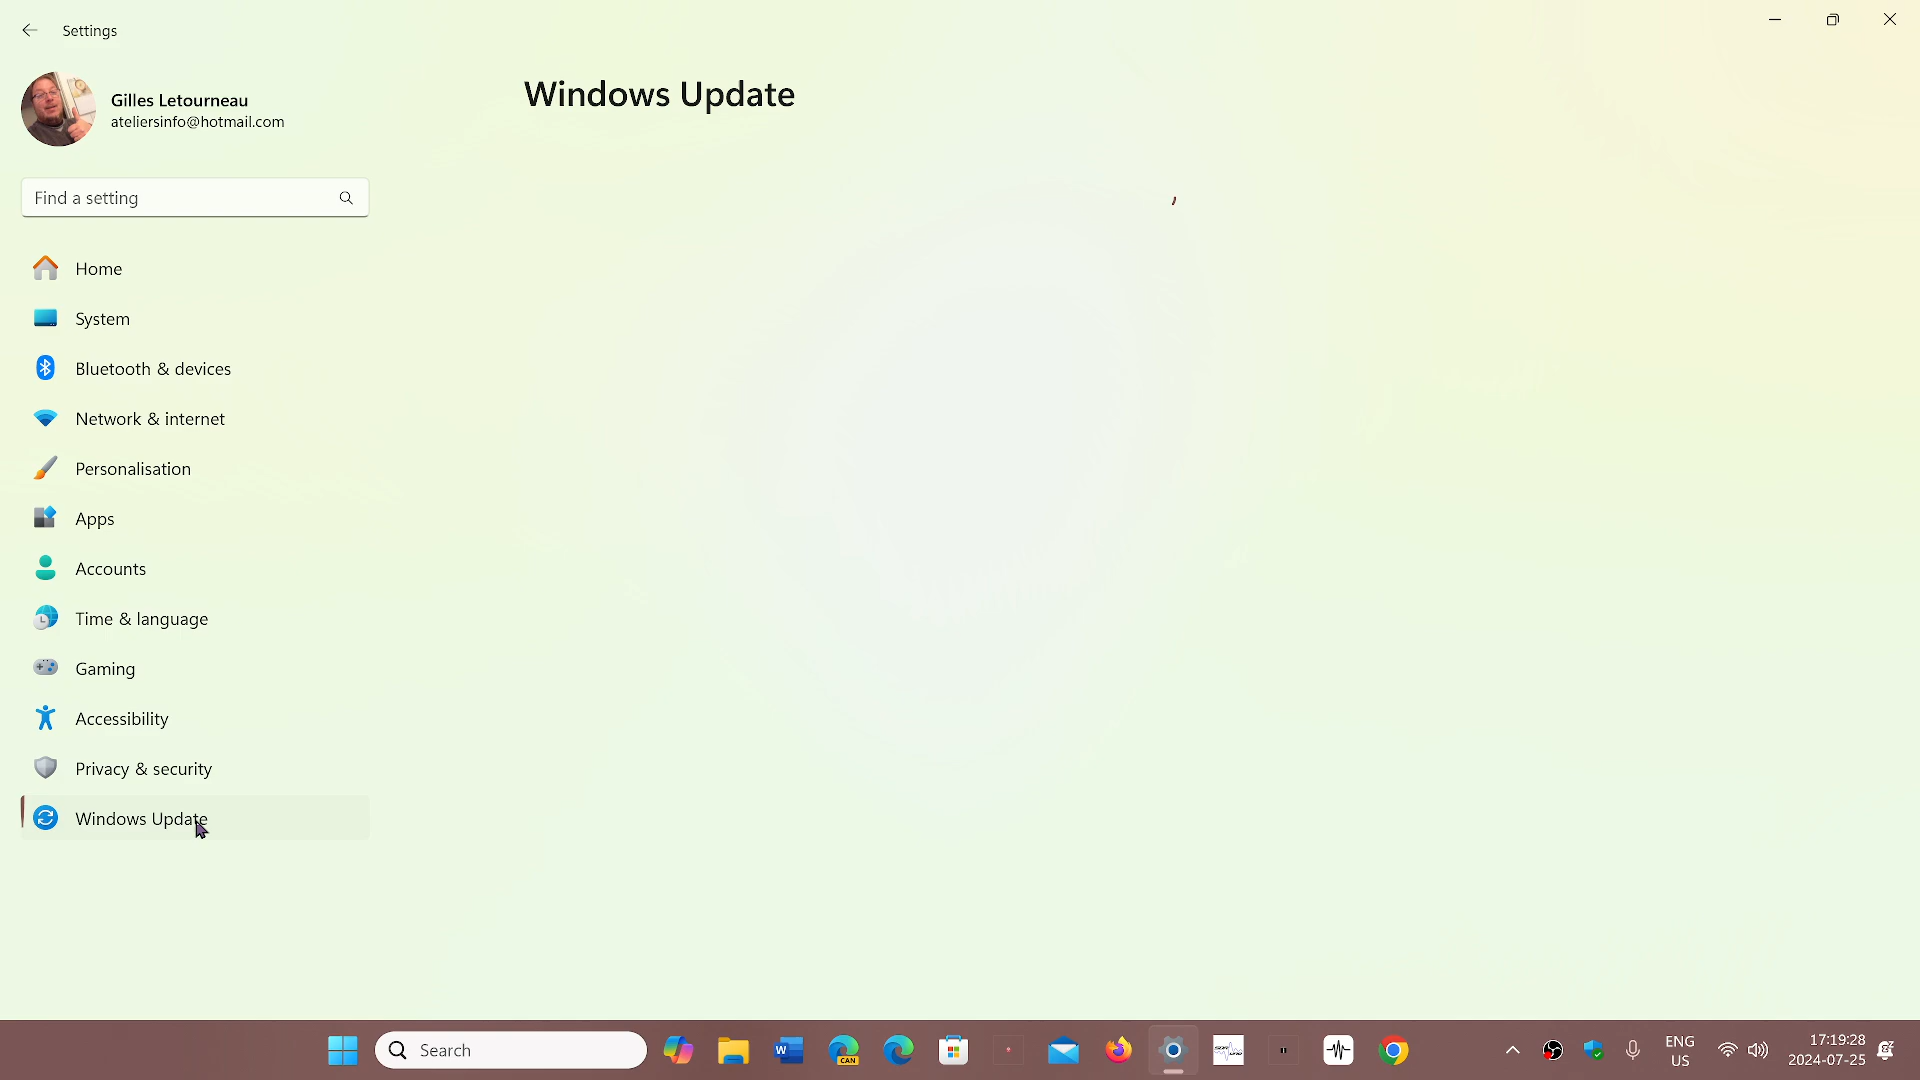 Settings
Gilles Letourneau
ateliersinfo@hotmail.com
Windows Update
Find a setting
Home
System
Bluetooth & devices
Network & internet
Personalisation
Apps
Accounts
Time & language
Gaming
Accessibility
Privacy & security
Windows Update
Search
W
CAN
ENG
US
17:19:28
2024-07-25